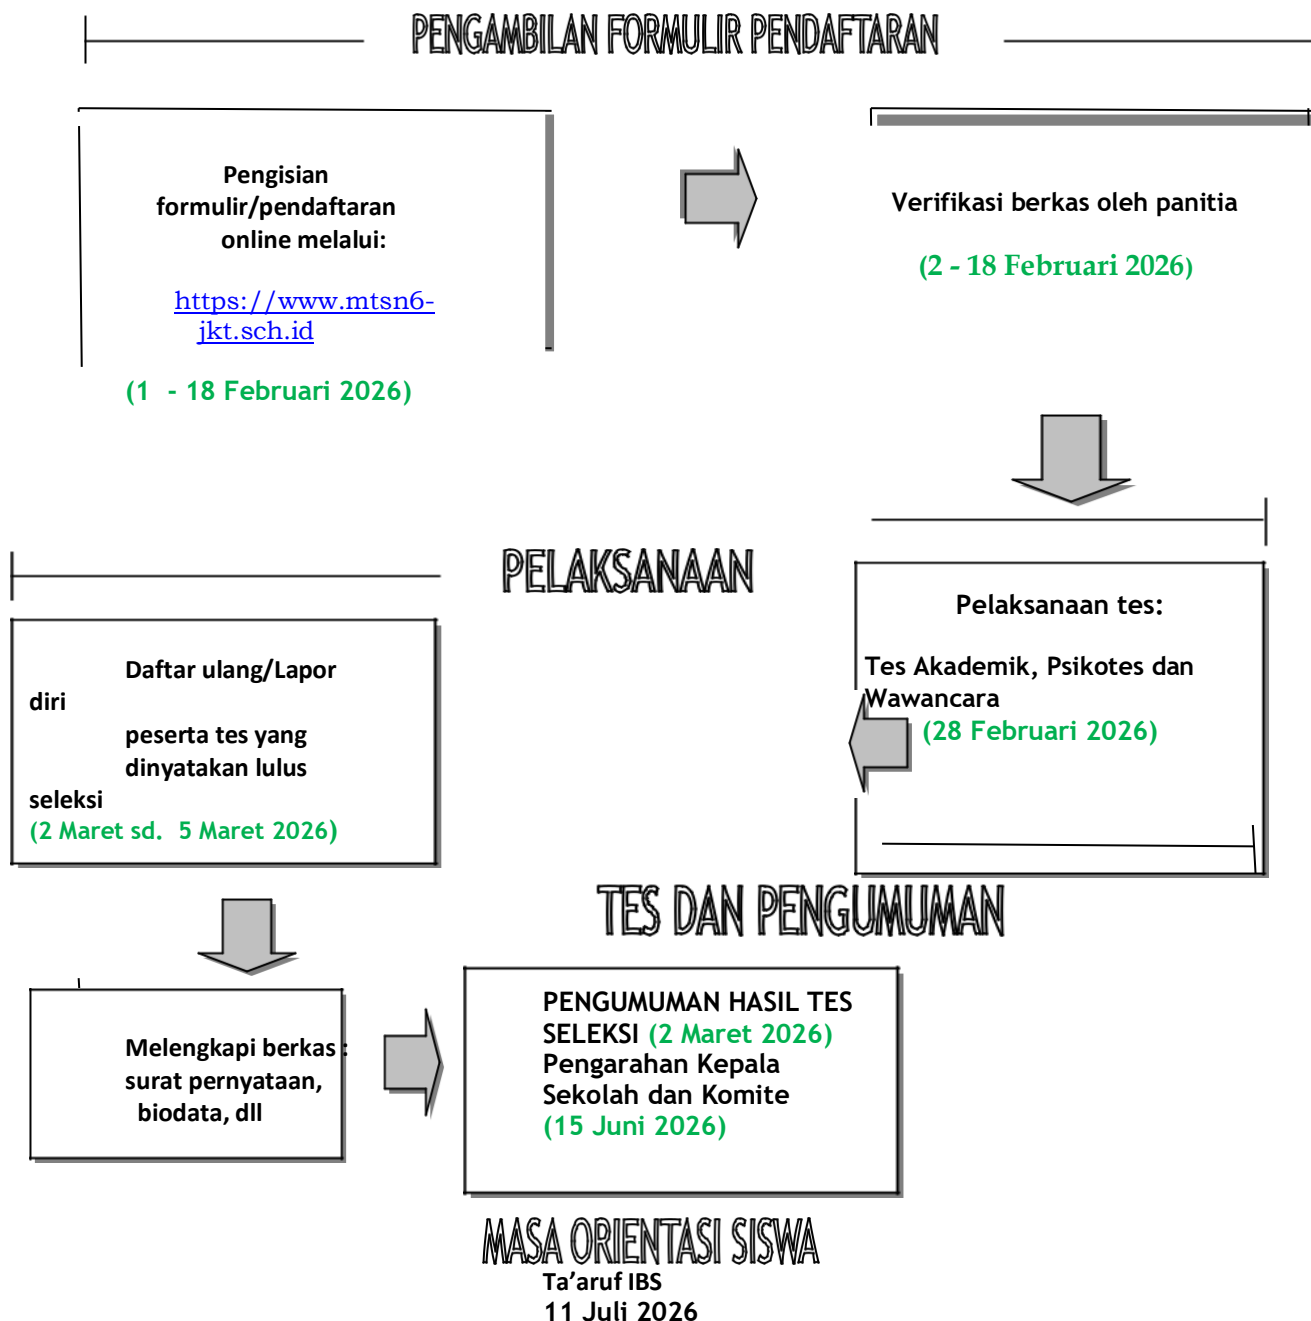 PENGAMBILAN FORMULIR PENDAFTARAN
Pengisian
formulir/pendaftaran
online melalui:
https://www.mtsn6-
jkt.sch.id
(1 - 18 Februari 2026)
Verifikasi berkas oleh panitia
(2 - 18 Februari 2026)
PELAKSANAAN
Pelaksanaan tes:
Tes Akademik, Psikotes dan
Wawancara
(28 Februari 2026)
Daftar ulang/Lapor
diri
peserta tes yang
dinyatakan lulus
seleksi
(2 Maret sd. 5 Maret 2026)
TES DAN PENGUMUMAN
Melengkapi berkas :
surat pernyataan,
biodata, dll
PENGUMUMAN HASIL TES
SELEKSI (2 Maret 2026)
Pengarahan Kepala
Sekolah dan Komite
(15 Juni 2026)
MASA ORIENTASI SISWA
Ta’aruf IBS
11 Juli 2026